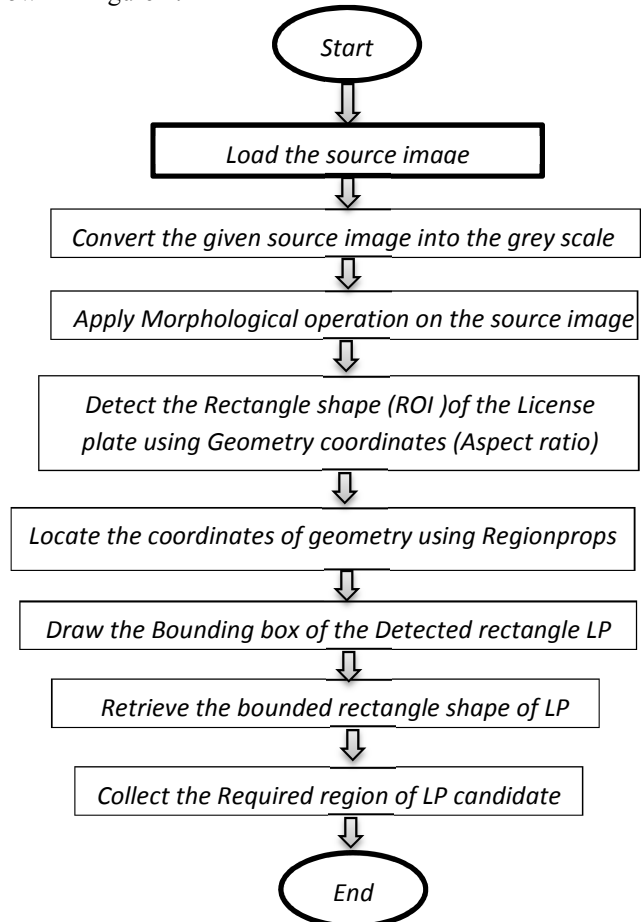 Start
Load the source image
Convert the given source image into the grey scale
Apply Morphological operation on the source image
Detect the Rectangle shape (ROI )of the License
plate using Geometry coordinates (Aspect ratio)
Locate the coordinates of geometry using Regionprops
Draw the Bounding box of the Detected rectangle LP
Retrieve the bounded rectangle shape of LP
Collect the Required region of LP candidate
End